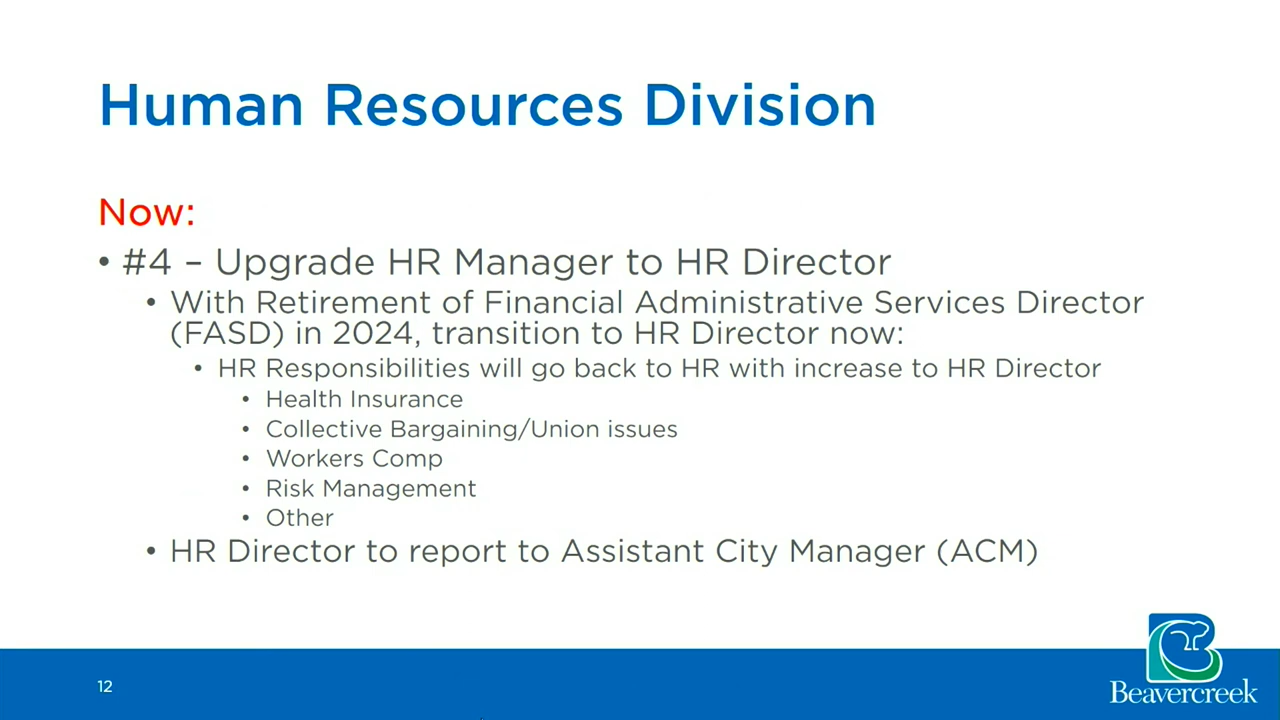 Human Resources Division
Now:
• #4 – Upgrade HR Manager to HR Director
• With Retirement of Financial Administrative Services Director
(FASD) in 2024, transition to HR Director now:
• HR Responsibilities will go back to HR with increase to HR Director
• Health Insurance
• Collective Bargaining/Union issues
• Workers Comp
• Risk Management
• Other
• HR Director to report to Assistant City Manager (ACM)
12
Beavercreek